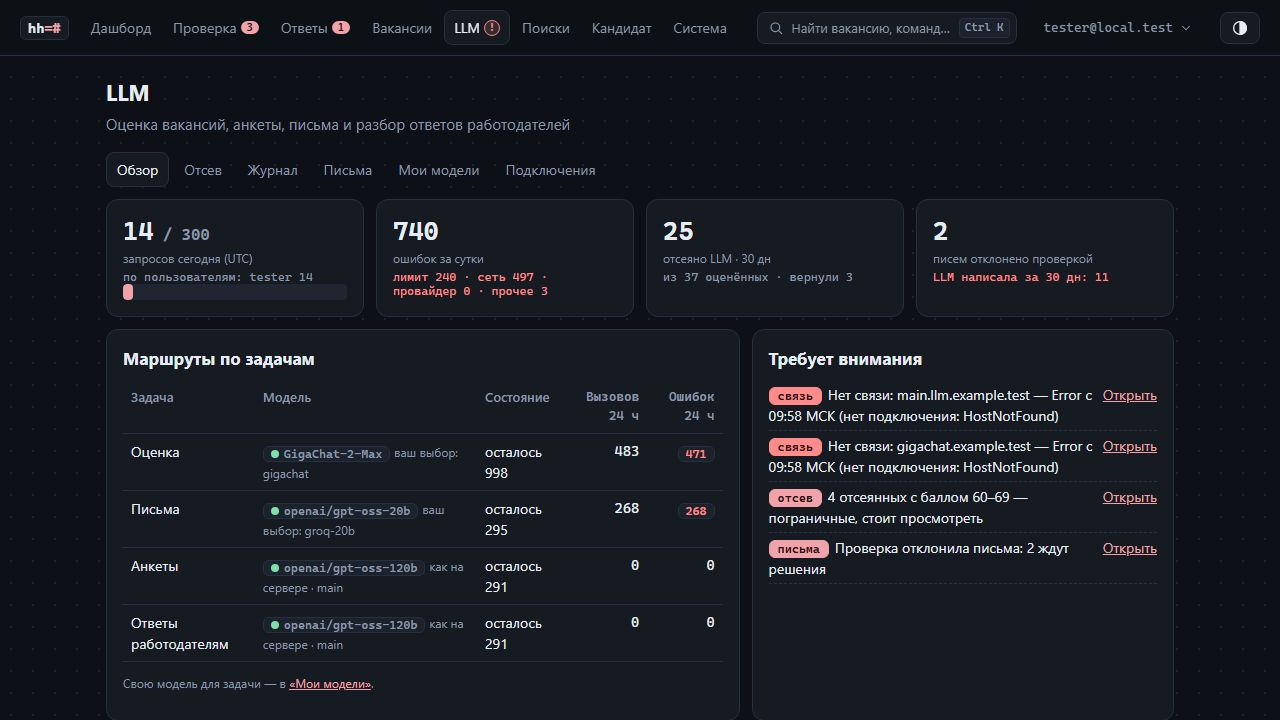 hh=#
Дашборд
Проверка 3
Ответы 1
Вакансии
LLM !
Поиски
Кандидат
Система
Найти вакансию, команд... Ctrl K
tester@local.test
LLM
Оценка вакансий, анкеты, письма и разбор ответов работодателей
Обзор
Отсев
Журнал
Письма
Мои модели
Подключения
14 / 300
запросов сегодня (UTC)
по пользователям: tester 14
740
ошибок за сутки
лимит 240 · сеть 497 ·
провайдер 0 · прочее 3
25
отсеяно LLM · 30 дн
из 37 оценённых · вернули 3
2
писем отклонено проверкой
LLM написала за 30 дн: 11
Маршруты по задачам
Задача Модель Состояние Вызовов 24 ч Ошибок 24 ч
Оценка GigaChat-2-Max ваш выбор: осталось 483 471
gigachat 998
Письма openai/gpt-oss-20b ваш осталось 268 268
выбор: groq-20b 295
Анкеты openai/gpt-oss-120b как на осталось 0 0
сервере · main 291
Ответы openai/gpt-oss-120b как на осталось 0 0
работодателям сервере · main 291
Свою модель для задачи — в «Мои модели».
Требует внимания
связь Нет связи: main.llm.example.test — Error с Открыть
09:58 МСК (нет подключения: HostNotFound)
связь Нет связи: gigachat.example.test — Error с Открыть
09:58 МСК (нет подключения: HostNotFound)
отсев 4 отсеянных с баллом 60–69 — Открыть
пограничные, стоит просмотреть
письма Проверка отклонила письма: 2 ждут Открыть
решения